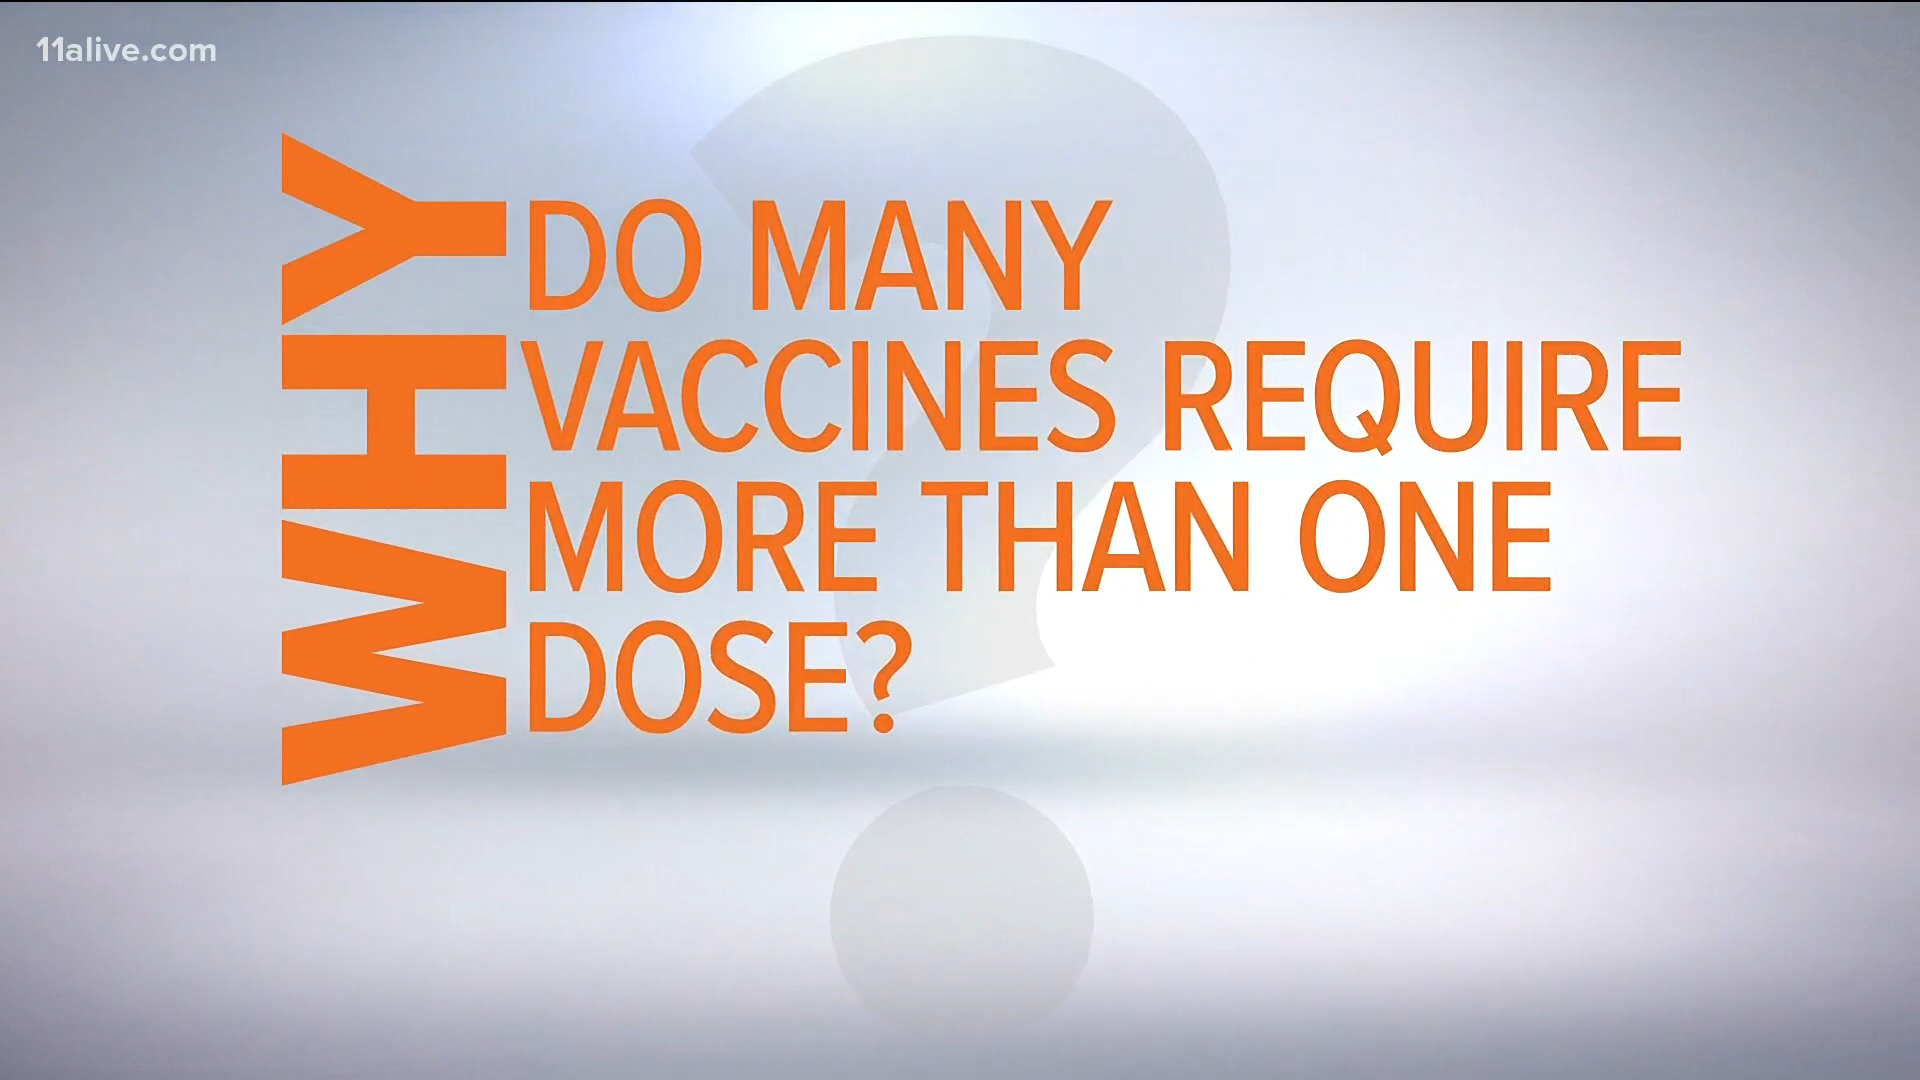 11alive.com
WHY
DO MANY
VACCINES REQUIRE
MORE THAN ONE
DOSE?